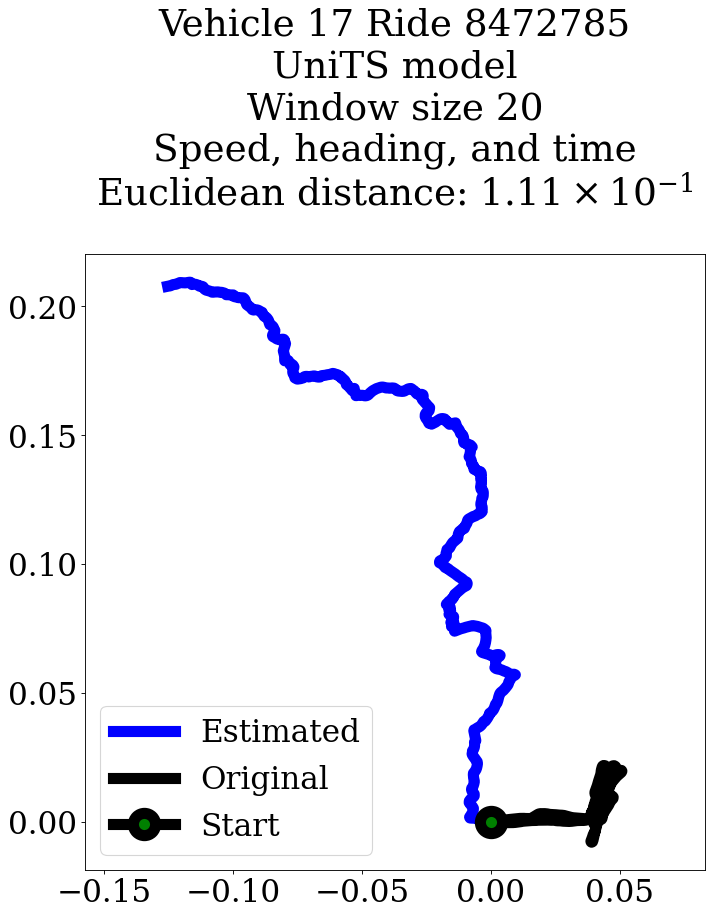 Vehicle 17 Ride 8472785
UniTS model
Window size 20
Speed, heading, and time
Euclidean distance: 1.11 × 10⁻¹
0.20
0.15
0.10
0.05
0.00
Estimated
Original
Start
−0.15 −0.10 −0.05 0.00 0.05